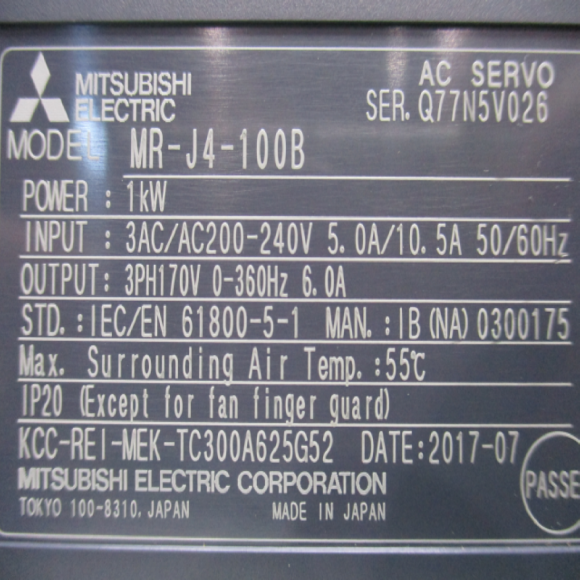 MITSUBISHI
ELECTRIC
AC SERVO
SER. Q77N5V026
MODEL MR-J4-100B
POWER : 1kW
INPUT : 3AC/AC200-240V 5.0A/10.5A 50/60Hz
OUTPUT: 3PH170V 0-360Hz 6.0A
STD. : IEC/EN 61800-5-1 MAN. : IB(NA)0300175
Max. Surrounding Air Temp. : 55℃
IP20 (Except for fan finger guard)
KCC-REI-MEK-TC300A625G52 DATE:2017-07
PASSE
MITSUBISHI ELECTRIC CORPORATION
TOKYO 100-8310, JAPAN MADE IN JAPAN